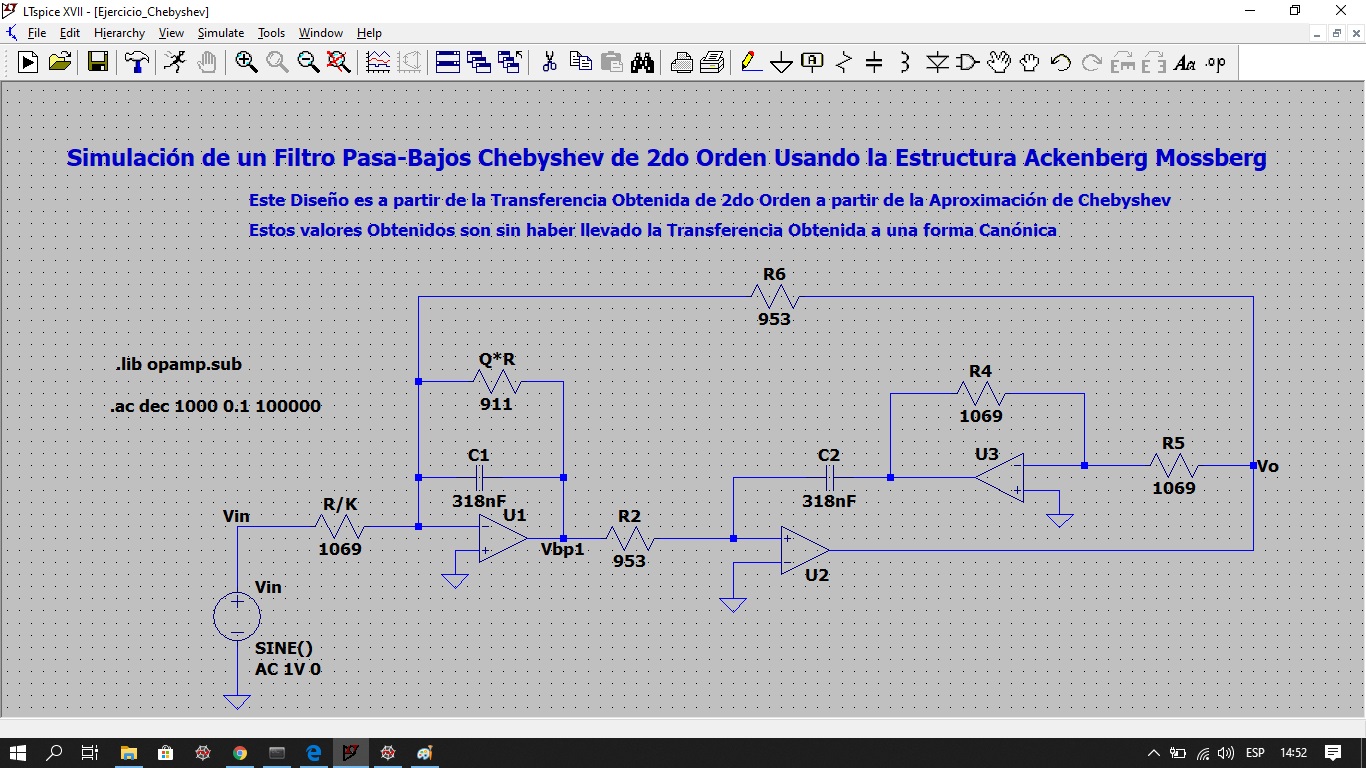 LTspice XVII - [Ejercicio_Chebyshev]
File Edit Hierarchy View Simulate Tools Window Help
Simulación de un Filtro Pasa-Bajos Chebyshev de 2do Orden Usando la Estructura Ackenberg Mossberg
Este Diseño es a partir de la Transferencia Obtenida de 2do Orden a partir de la Aproximación de Chebyshev
Estos valores Obtenidos son sin haber llevado la Transferencia Obtenida a una forma Canónica
R6
953
.lib opamp.sub
.ac dec 1000 0.1 100000
Q*R
911
R4
1069
C1
318nF
C2
318nF
U3
R5
1069
Vo
Vin
R/K
1069
U1
Vbp1
R2
953
U2
Vin
SINE()
AC 1V 0
ESP 14:52